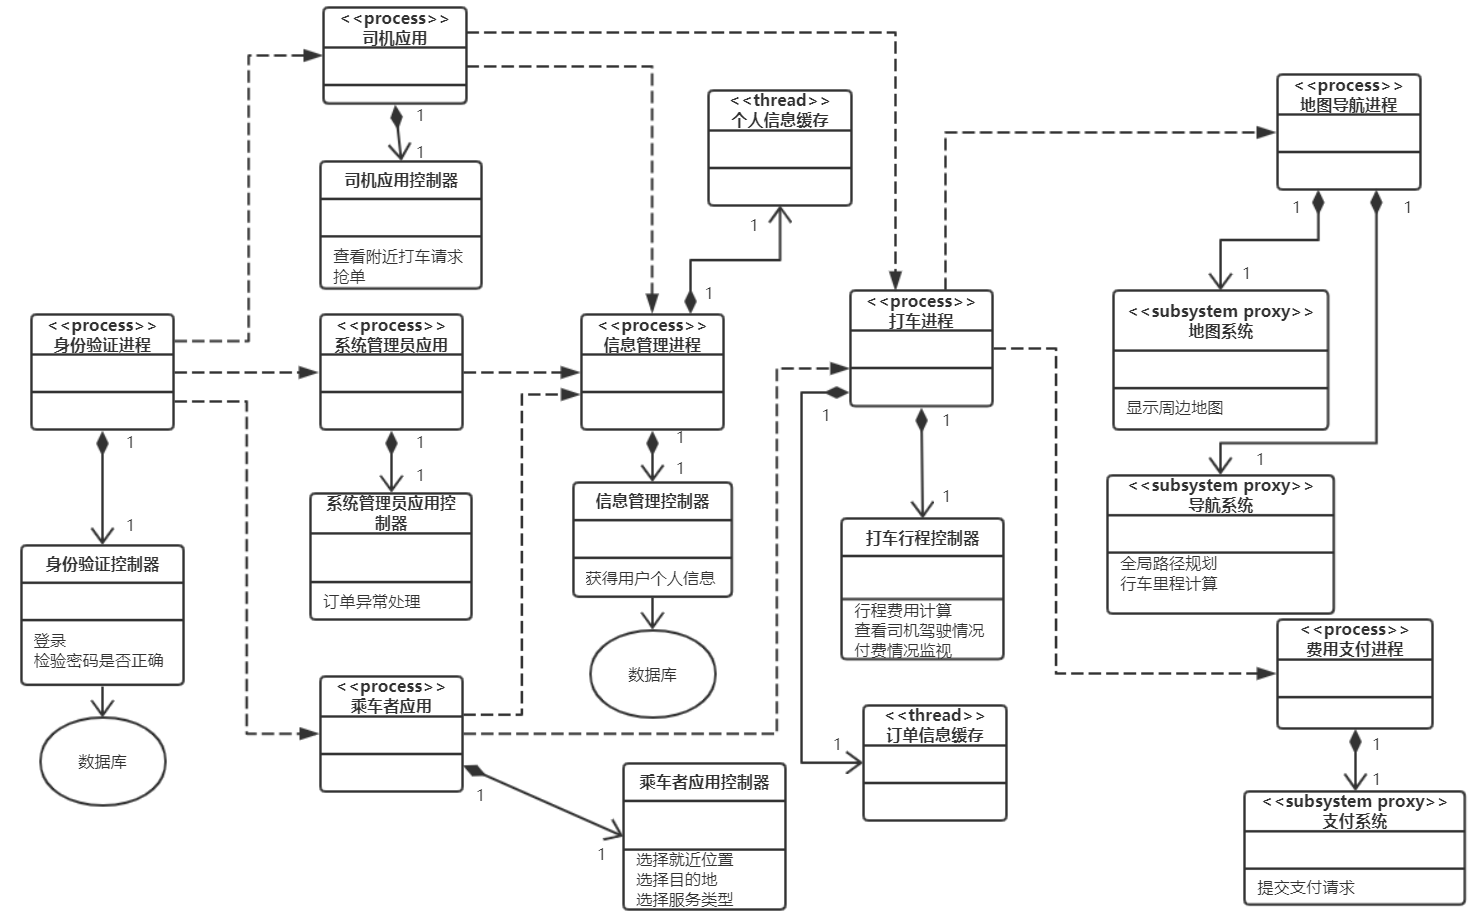 <<process>>
司机应用
1
1
司机应用控制器
查看附近打车请求
抢单
<<thread>>
个人信息缓存
1
1
<<process>>
地图导航进程
1
1
1
<<subsystem proxy>>
地图系统
显示周边地图
1
<<subsystem proxy>>
导航系统
全局路径规划
行车里程计算
<<process>>
身份验证进程
1
1
身份验证控制器
登录
检验密码是否正确
数据库
<<process>>
系统管理员应用
1
1
系统管理员应用控
制器
订单异常处理
<<process>>
信息管理进程
1
1
信息管理控制器
获得用户个人信息
数据库
<<process>>
打车进程
1
1
1
打车行程控制器
行程费用计算
查看司机驾驶情况
付费情况监视
1
<<thread>>
订单信息缓存
<<process>>
乘车者应用
1
1
乘车者应用控制器
选择就近位置
选择目的地
选择服务类型
<<process>>
费用支付进程
1
1
<<subsystem proxy>>
支付系统
提交支付请求